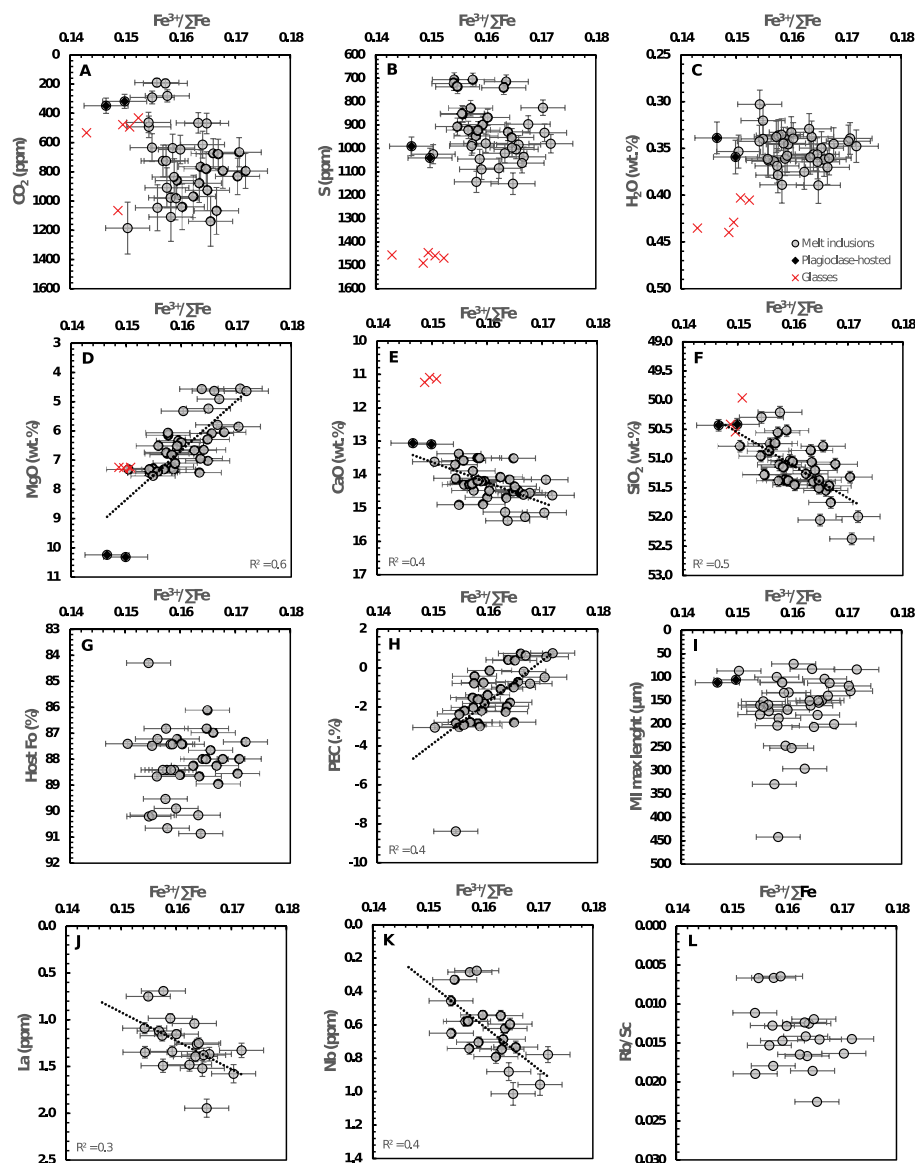 Fe³⁺/∑Fe Fe³⁺/∑Fe Fe³⁺/∑Fe
0.14 0.15 0.16 0.17 0.18 0.14 0.15 0.16 0.17 0.18 0.14 0.15 0.16 0.17 0.18
A
CO₂ (ppm)
0
200
400
600
800
1000
1200
1400
1600
B
S (ppm)
600
700
800
900
1000
1100
1200
1300
1400
1500
1600
C
H₂O (wt.%)
0.25
0.30
0.35
0.40
0.45
0.50
Melt inclusions
Plagioclase-hosted
Glasses
Fe³⁺/∑Fe Fe³⁺/∑Fe Fe³⁺/∑Fe
0.14 0.15 0.16 0.17 0.18 0.14 0.15 0.16 0.17 0.18 0.14 0.15 0.16 0.17 0.18
D
MgO (wt.%)
3
4
5
6
7
8
9
10
11
R² = 0.6
E
CaO (wt.%)
10
11
12
13
14
15
16
17
R² = 0.4
F
SiO₂ (wt.%)
49.0
49.5
50.0
50.5
51.0
51.5
52.0
52.5
53.0
R² = 0.5
Fe³⁺/∑Fe Fe³⁺/∑Fe Fe³⁺/∑Fe
0.14 0.15 0.16 0.17 0.18 0.14 0.15 0.16 0.17 0.18 0.14 0.15 0.16 0.17 0.18
G
Host Fo (%)
83
84
85
86
87
88
89
90
91
92
H
PEC (.%)
2
0
-2
-4
-6
-8
-10
R² = 0.4
I
MI max lenght (μm)
0
50
100
150
200
250
300
350
400
450
500
Fe³⁺/∑Fe Fe³⁺/∑Fe Fe³⁺/∑Fe
0.14 0.15 0.16 0.17 0.18 0.14 0.15 0.16 0.17 0.18 0.14 0.15 0.16 0.17 0.18
J
La (ppm)
0.0
0.5
1.0
1.5
2.0
2.5
R² = 0.3
K
Nb (ppm)
0.0
0.2
0.4
0.6
0.8
1.0
1.2
1.4
R² = 0.4
L
Rb/Sc
0.000
0.005
0.010
0.015
0.020
0.025
0.030